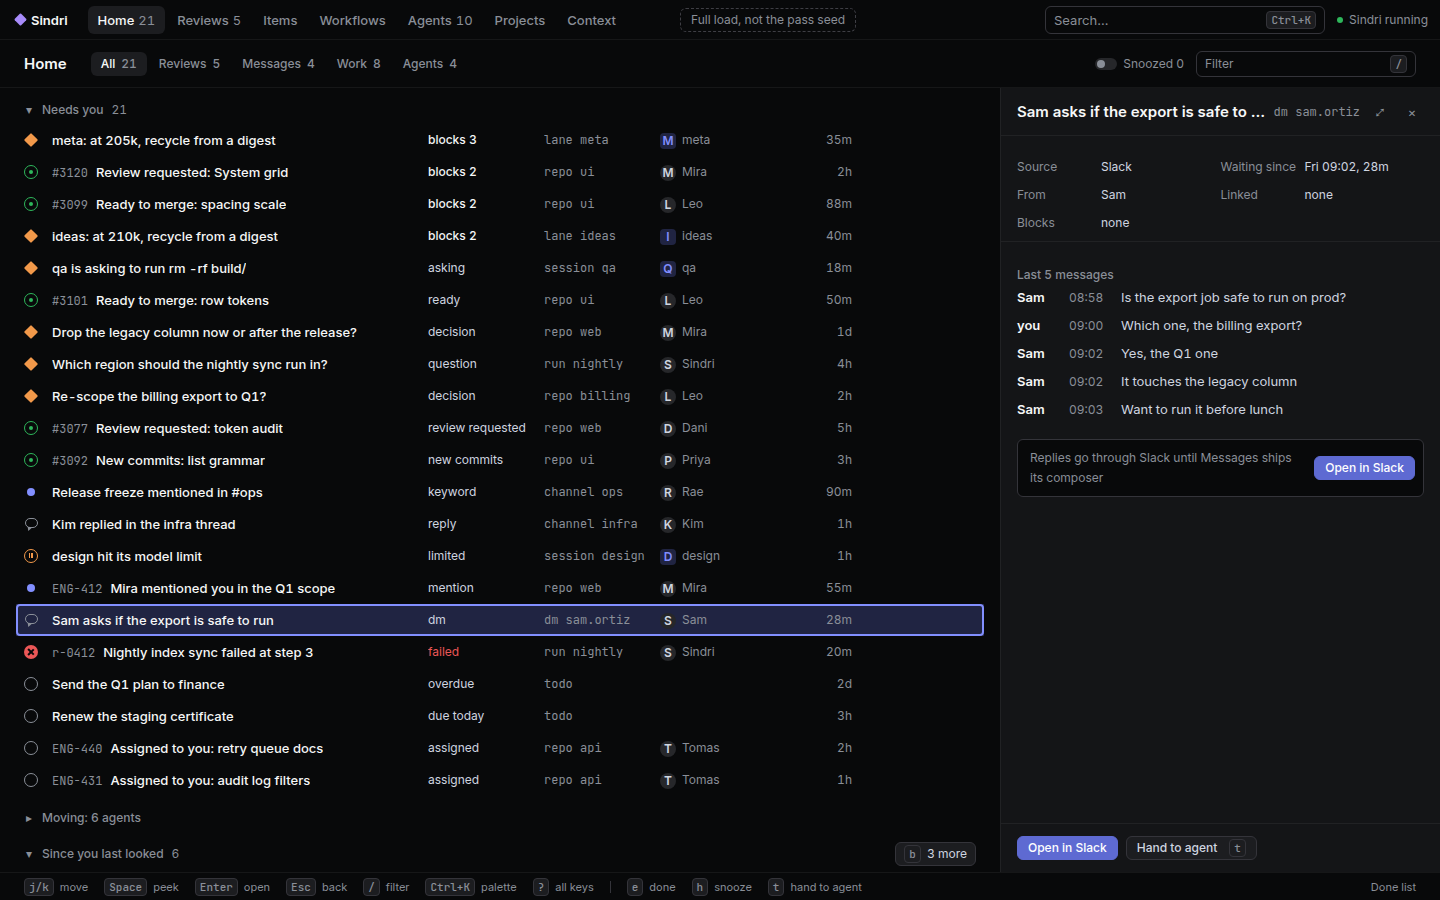 Sindri Home 21 Reviews 5 Items Workflows Agents 10 Projects Context Full load, not the pass seed Search... Ctrl+K Sindri running
Home All 21 Reviews 5 Messages 4 Work 8 Agents 4 Snoozed 0 Filter /
Needs you 21
meta: at 205k, recycle from a digest blocks 3 lane meta M meta 35m
#3120 Review requested: System grid blocks 2 repo ui M Mira 2h
#3099 Ready to merge: spacing scale blocks 2 repo ui L Leo 88m
ideas: at 210k, recycle from a digest blocks 2 lane ideas I ideas 40m
qa is asking to run rm -rf build/ asking session qa Q qa 18m
#3101 Ready to merge: row tokens ready repo ui L Leo 50m
Drop the legacy column now or after the release? decision repo web M Mira 1d
Which region should the nightly sync run in? question run nightly S Sindri 4h
Re-scope the billing export to Q1? decision repo billing L Leo 2h
#3077 Review requested: token audit review requested repo web D Dani 5h
#3092 New commits: list grammar new commits repo ui P Priya 3h
Release freeze mentioned in #ops keyword channel ops R Rae 90m
Kim replied in the infra thread reply channel infra K Kim 1h
design hit its model limit limited session design D design 1h
ENG-412 Mira mentioned you in the Q1 scope mention repo web M Mira 55m
Sam asks if the export is safe to run dm dm sam.ortiz S Sam 28m
r-0412 Nightly index sync failed at step 3 failed run nightly S Sindri 20m
Send the Q1 plan to finance overdue todo 2d
Renew the staging certificate due today todo 3h
ENG-440 Assigned to you: retry queue docs assigned repo api T Tomas 2h
ENG-431 Assigned to you: audit log filters assigned repo api T Tomas 1h
Moving: 6 agents
Since you last looked 6 b 3 more
Sam asks if the export is safe to ... dm sam.ortiz ×
Source Slack Waiting since Fri 09:02, 28m
From Sam Linked none
Blocks none
Last 5 messages
Sam 08:58 Is the export job safe to run on prod?
you 09:00 Which one, the billing export?
Sam 09:02 Yes, the Q1 one
Sam 09:02 It touches the legacy column
Sam 09:03 Want to run it before lunch
Replies go through Slack until Messages ships
its composer
Open in Slack
Open in Slack Hand to agent t
j/k move Space peek Enter open Esc back / filter Ctrl+K palette ? all keys e done h snooze t hand to agent Done list